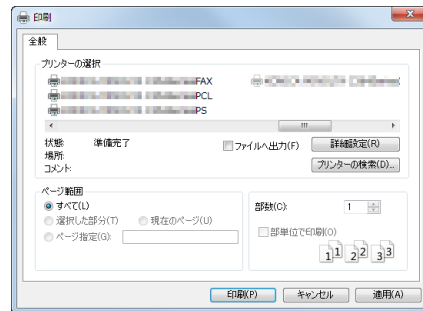 印刷
全般
プリンターの選択
FAX
PCL
PS
状態: 準備完了
場所:
コメント:
ファイルへ出力(F)
詳細設定(R)
プリンターの検索(D)...
ページ範囲
すべて(L)
選択した部分(T) 現在のページ(U)
ページ指定(G):
部数(C): 1
部単位で印刷(O)
11 22 33
印刷(P) キャンセル 適用(A)